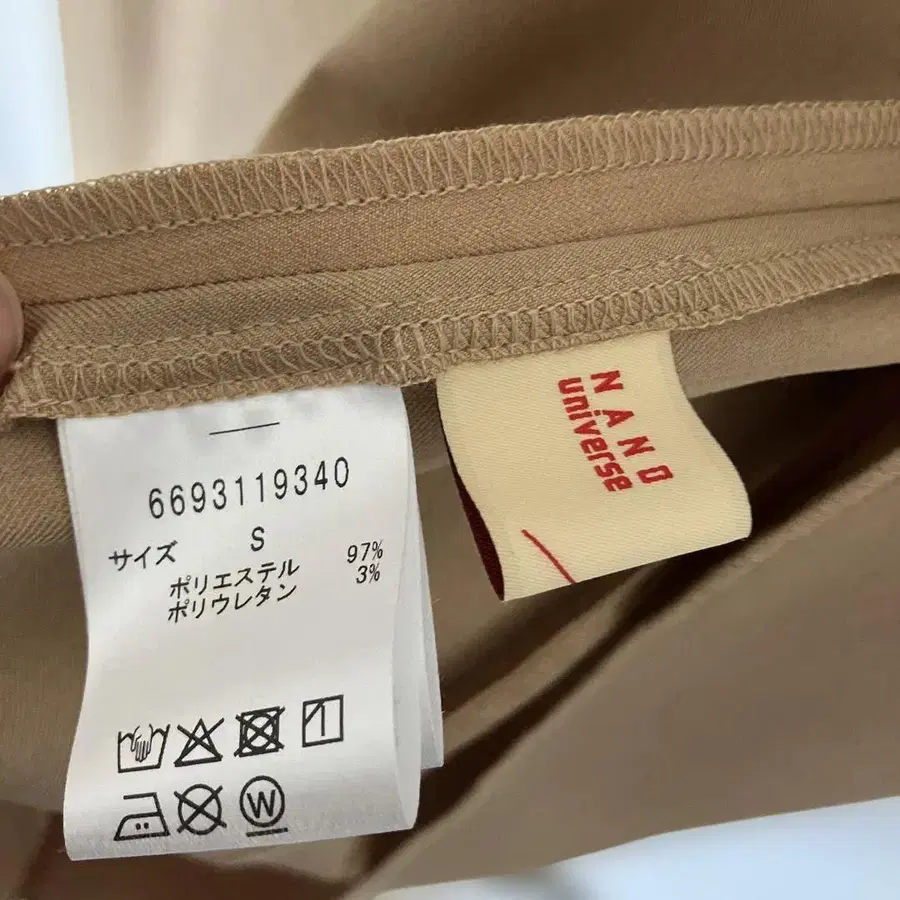 6693119340
サイズ S
ポリエステル 97%
ポリウレタン 3%
W
NANO
universe